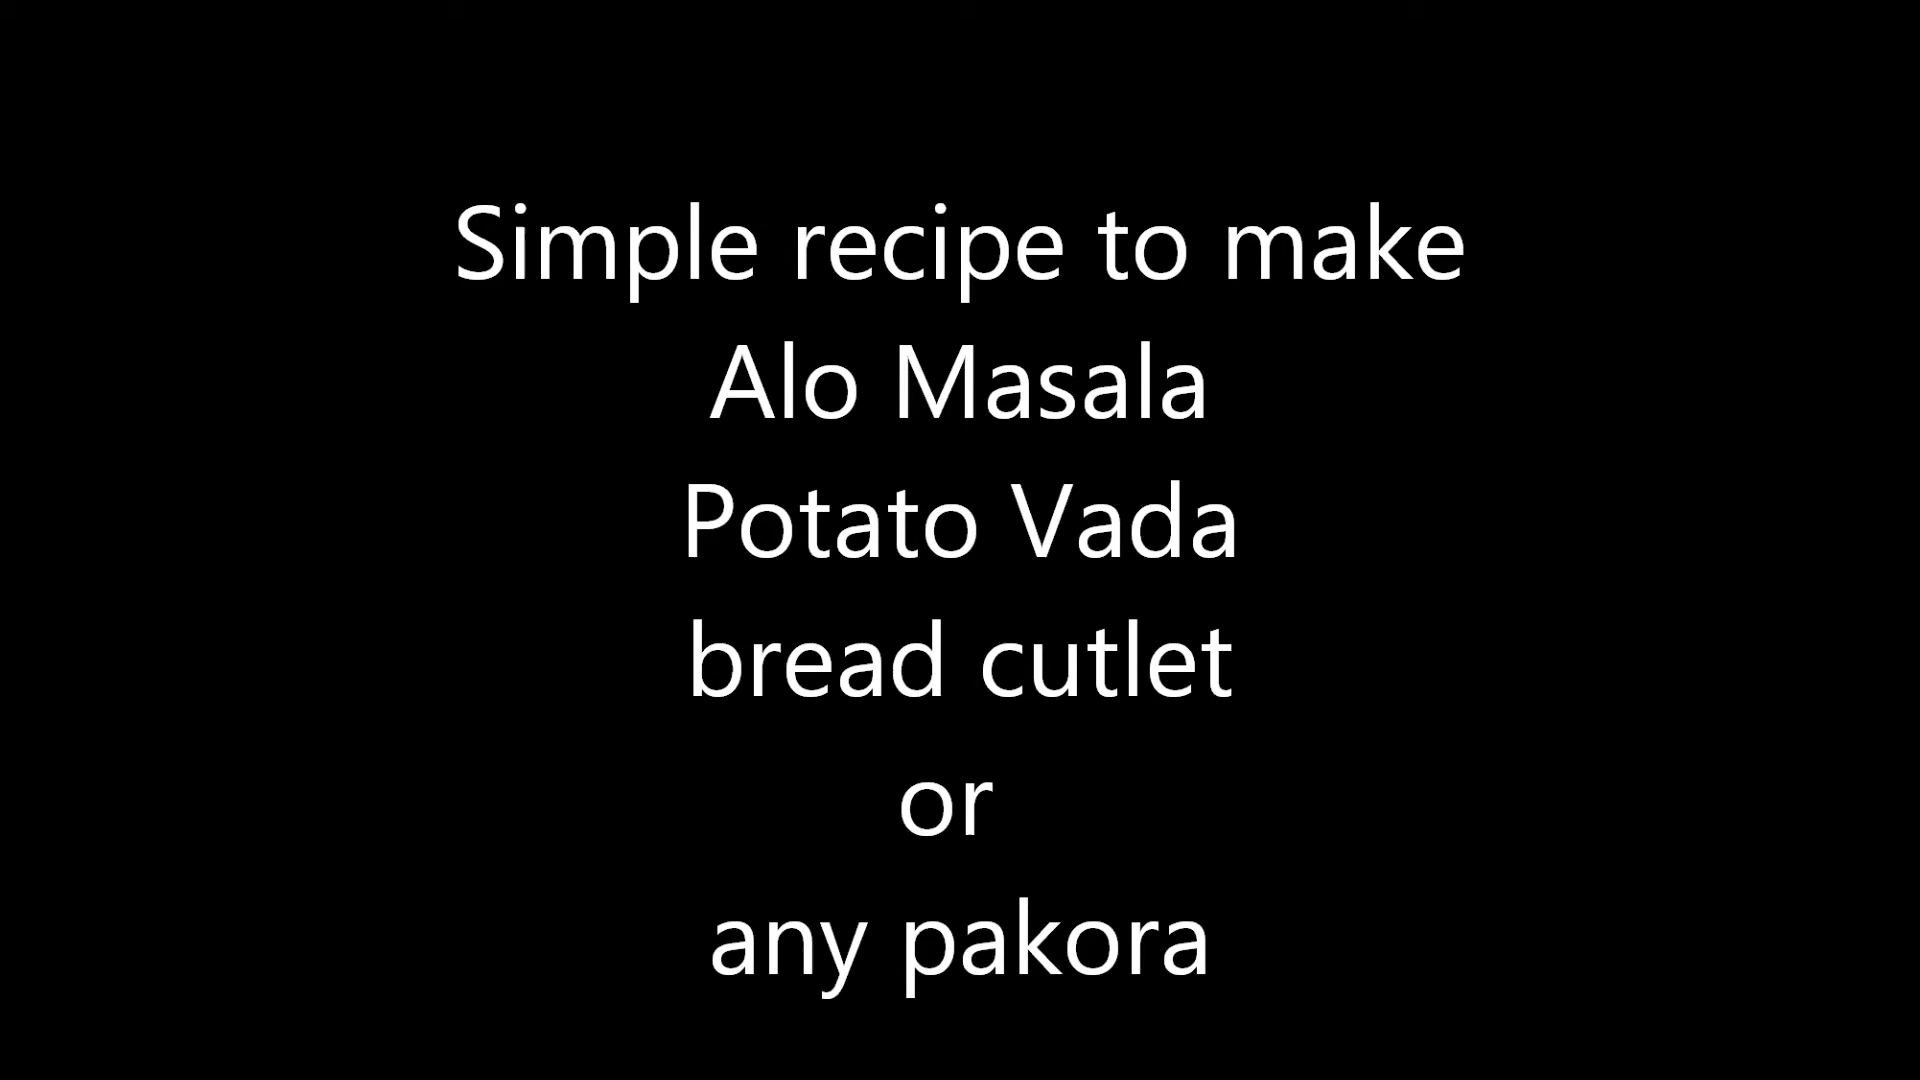 Simple recipe to make
Alo Masala
Potato Vada
bread cutlet
or
any pakora